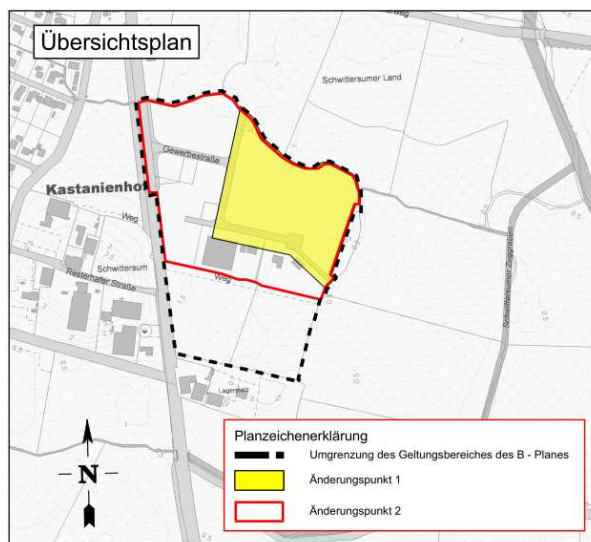 Übersichtsplan
Schwittersumer Land
Gewerbestraße
Kastanienhof
Weg
Schwittersum
Resterhafer Straße
Weg
Schwittersumer Zuggraben
Lagerplatz
N
Planzeichenerklärung
Umgrenzung des Geltungsbereiches des B - Planes
Änderungspunkt 1
Änderungspunkt 2